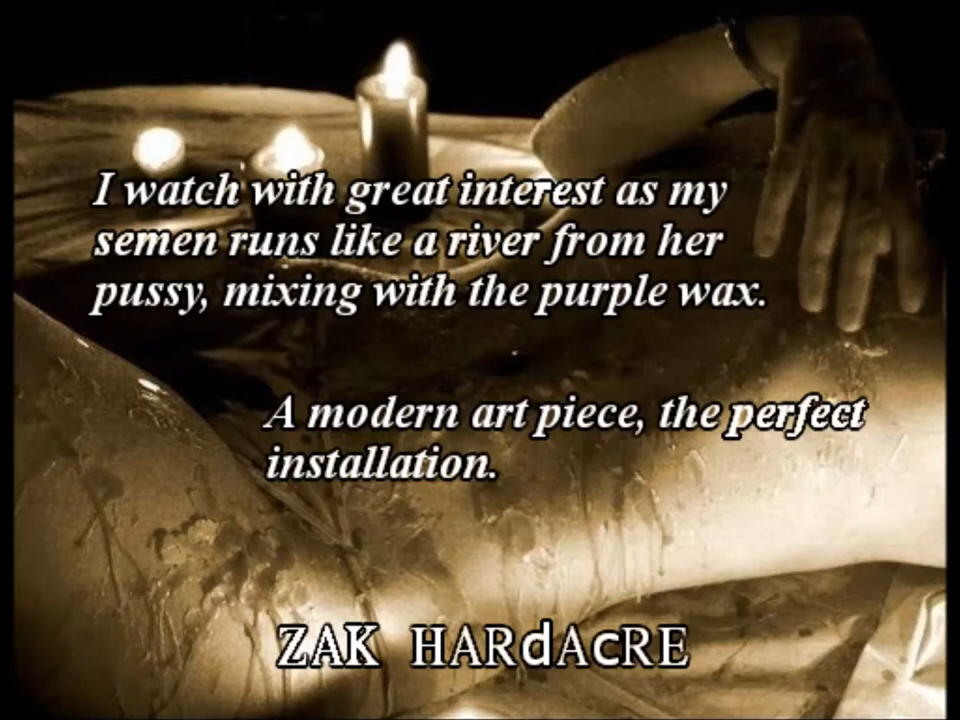 I watch with great interest as my
semen runs like a river from her
pussy, mixing with the purple wax.
A modern art piece, the perfect
installation.
ZAK HARdAcRE